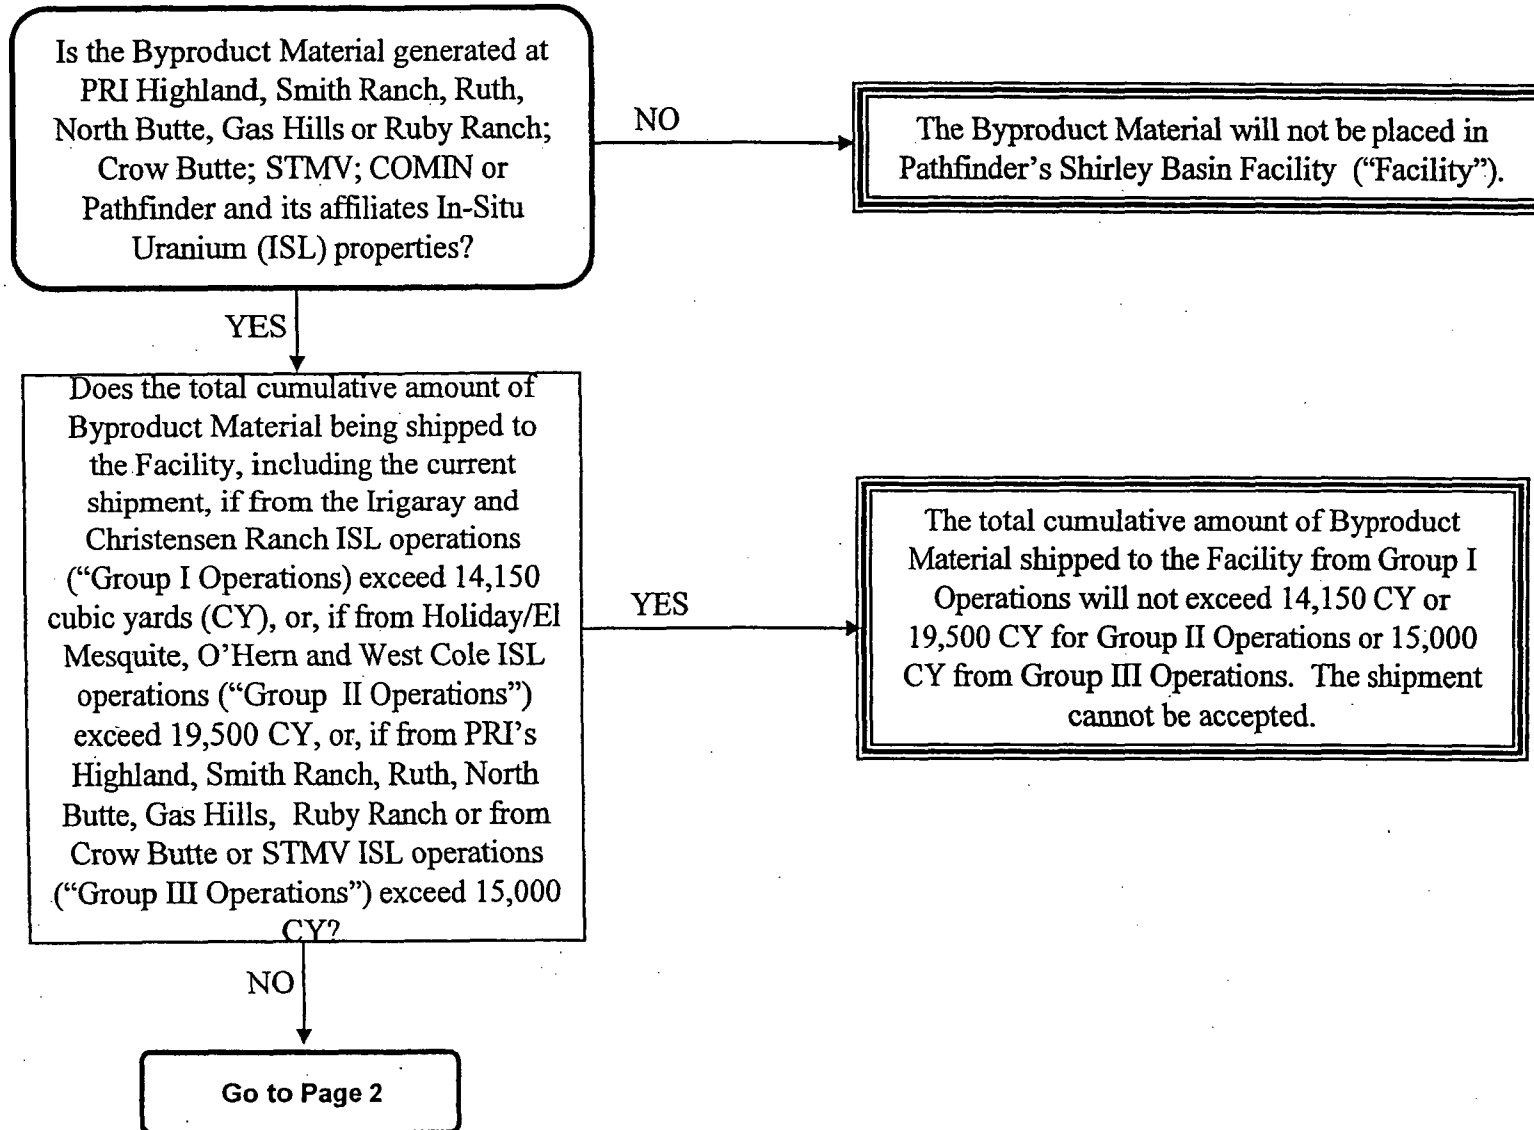 Is the Byproduct Material generated at
PRI Highland, Smith Ranch, Ruth,
North Butte, Gas Hills or Ruby Ranch;
Crow Butte; STMV; COMIN or
Pathfinder and its affiliates In-Situ
Uranium (ISL) properties?
NO
The Byproduct Material will not be placed in
Pathfinder's Shirley Basin Facility (“Facility”).
YES
Does the total cumulative amount of
Byproduct Material being shipped to
the Facility, including the current
shipment, if from the Irigaray and
Christensen Ranch ISL operations
(“Group I Operations) exceed 14,150
cubic yards (CY), or, if from Holiday/El
Mesquite, O'Hern and West Cole ISL
operations (“Group II Operations”)
exceed 19,500 CY, or, if from PRI's
Highland, Smith Ranch, Ruth, North
Butte, Gas Hills, Ruby Ranch or from
Crow Butte or STMV ISL operations
(“Group III Operations”) exceed 15,000
CY?
YES
The total cumulative amount of Byproduct
Material shipped to the Facility from Group I
Operations will not exceed 14,150 CY or
19,500 CY for Group II Operations or 15,000
CY from Group III Operations. The shipment
cannot be accepted.
NO
Go to Page 2